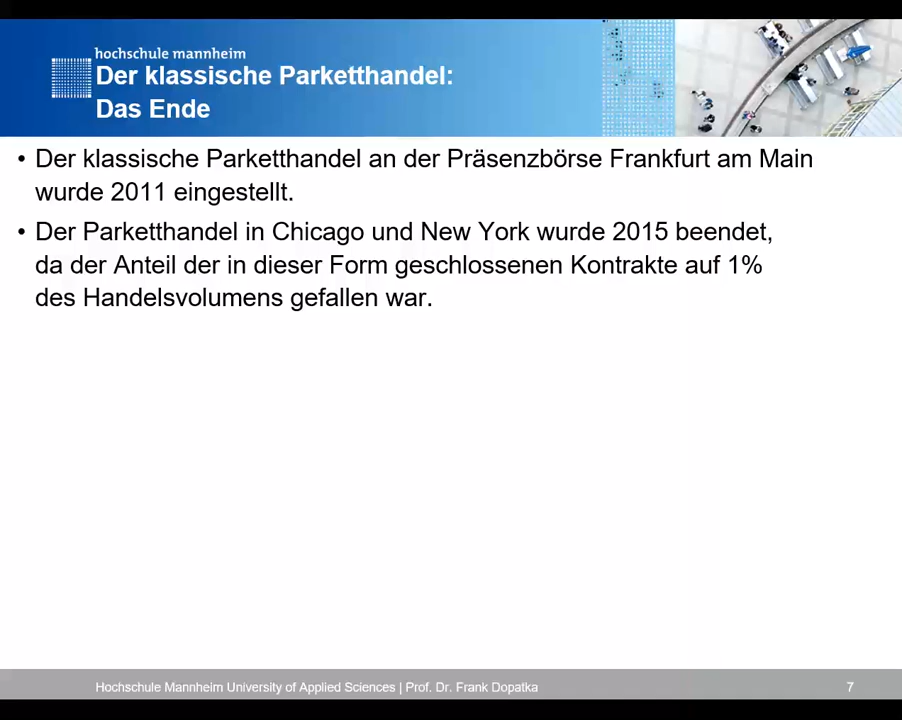 hochschule mannheim
Der klassische Parketthandel:
Das Ende
• Der klassische Parketthandel an der Präsenzbörse Frankfurt am Main
wurde 2011 eingestellt.
• Der Parketthandel in Chicago und New York wurde 2015 beendet,
da der Anteil der in dieser Form geschlossenen Kontrakte auf 1%
des Handelsvolumens gefallen war.
Hochschule Mannheim University of Applied Sciences | Prof. Dr. Frank Dopatka
7